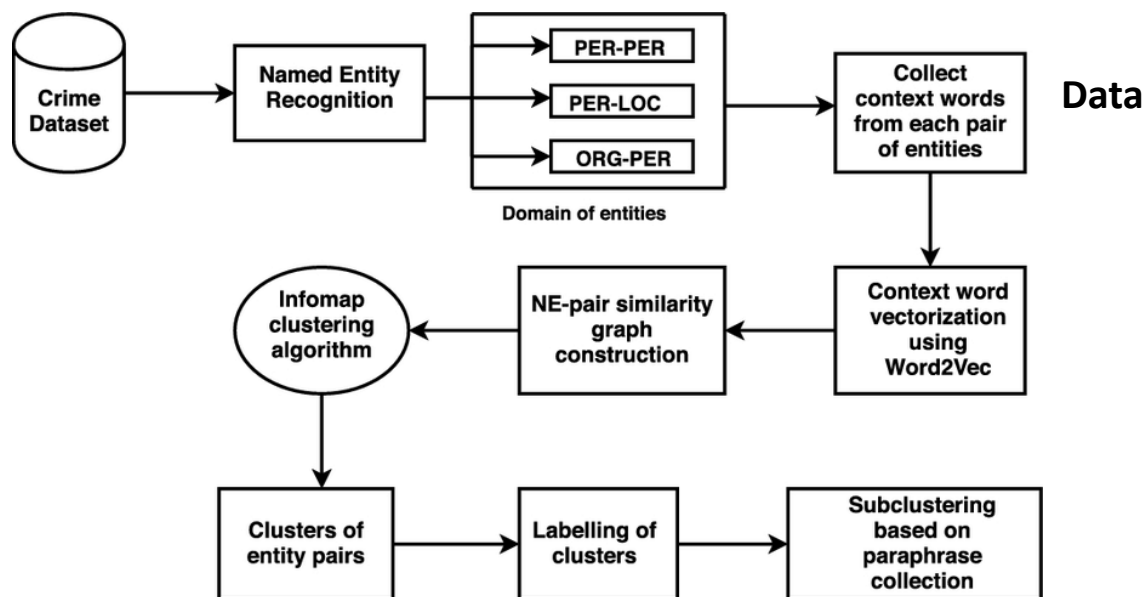 Crime
Dataset
Named Entity
Recognition
PER-PER
PER-LOC
ORG-PER
Domain of entities
Collect
context words
from each pair
of entities
Data
Context word
vectorization
using
Word2Vec
NE-pair similarity
graph
construction
Infomap
clustering
algorithm
Clusters of
entity pairs
Labelling of
clusters
Subclustering
based on
paraphrase
collection